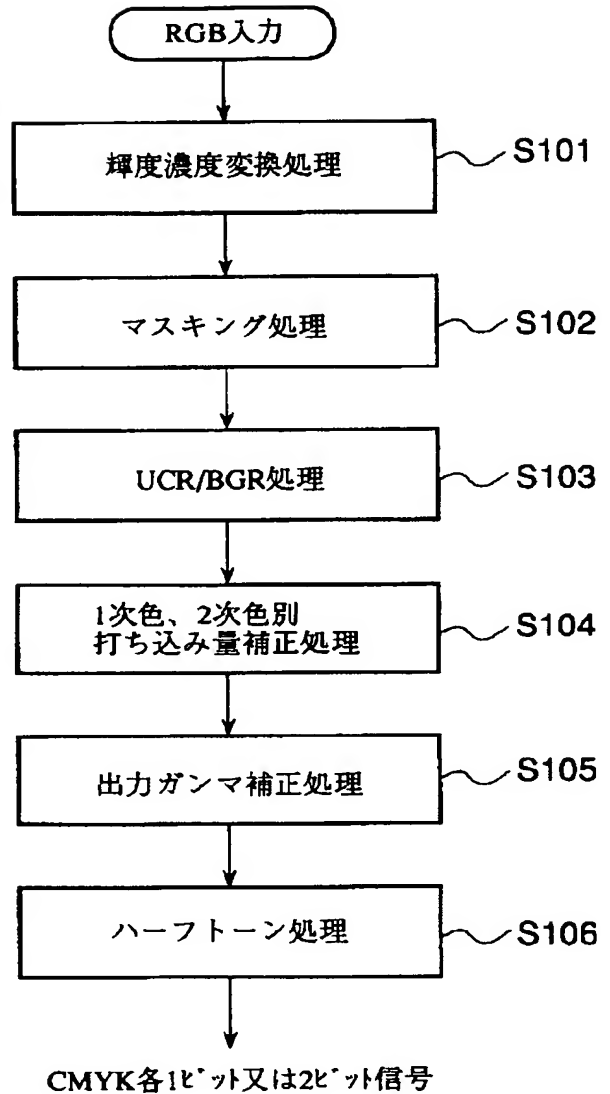 RGB入力
輝度濃度変換処理
S101
マスキング処理
S102
UCR/BGR処理
S103
1次色、2次色別
打ち込み量補正処理
S104
出力ガンマ補正処理
S105
ハーフトーン処理
S106
CMYK各1ﾋﾞｯﾄ又は2ﾋﾞｯﾄ信号